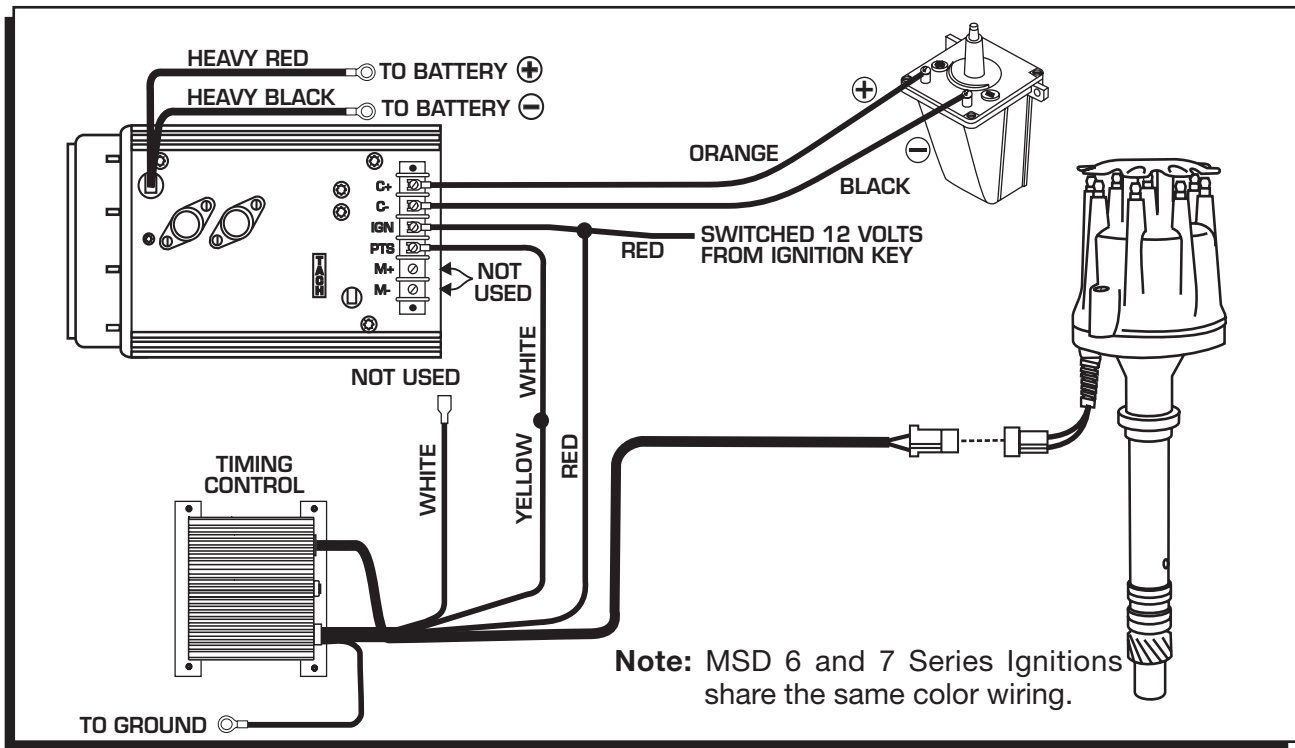 HEAVY RED
TO BATTERY +
HEAVY BLACK
TO BATTERY −
+
ORANGE
−
BLACK
C+
C-
IGN
PTS
M+
M-
TACH
NOT
USED
RED
SWITCHED 12 VOLTS
FROM IGNITION KEY
NOT USED
WHITE
WHITE
YELLOW
RED
TIMING
CONTROL
TO GROUND
Note: MSD 6 and 7 Series Ignitions
share the same color wiring.